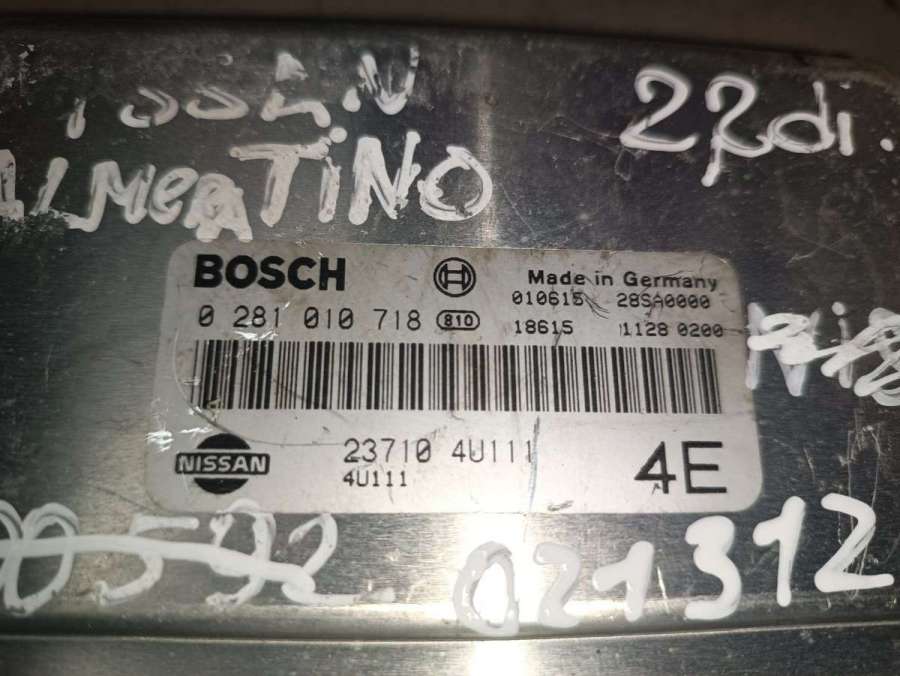 22di.
ALMERA TINO
BOSCH
Made in Germany
010615 28SA0000
0 281 010 718 810
18615 1128 0200
NISSAN
23710 4U111
4U111
4E
021312